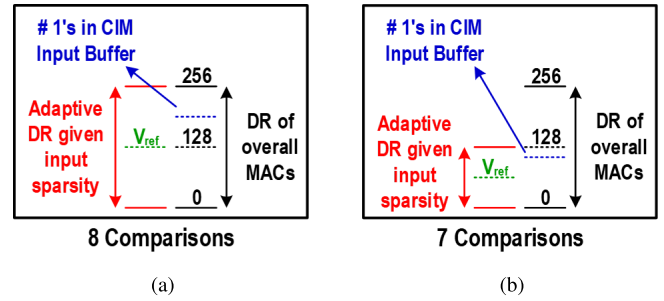 # 1's in CIM
Input Buffer
256
Adaptive
DR given
input
sparsity
Vref
128
DR of
overall
MACs
0
8 Comparisons
(a)
# 1's in CIM
Input Buffer
256
Adaptive
DR given
input
sparsity
128
Vref
DR of
overall
MACs
0
7 Comparisons
(b)